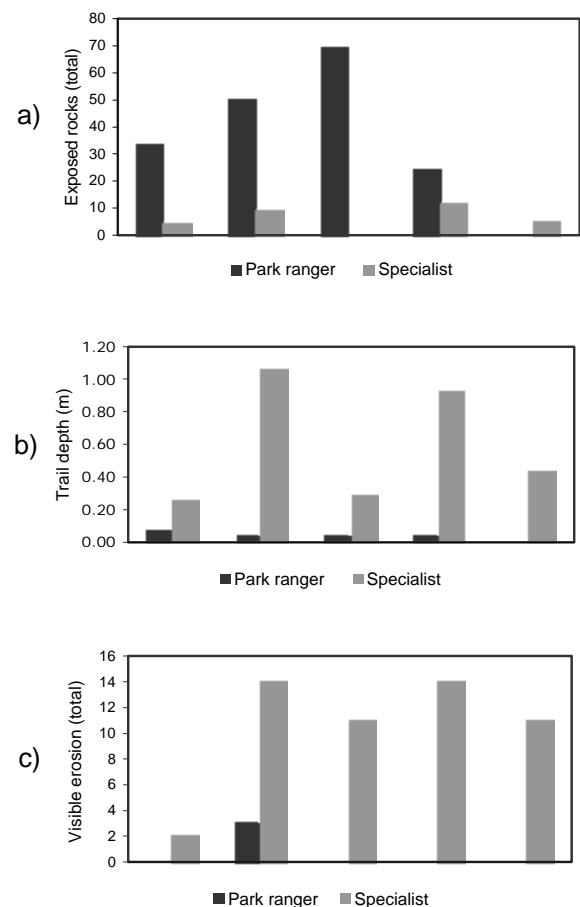 a)
Exposed rocks (total)
80
70
60
50
40
30
20
10
0
Park ranger Specialist
b)
Trail depth (m)
1.20
1.00
0.80
0.60
0.40
0.20
0.00
Park ranger Specialist
c)
Visible erosion (total)
16
14
12
10
8
6
4
2
0
Park ranger Specialist